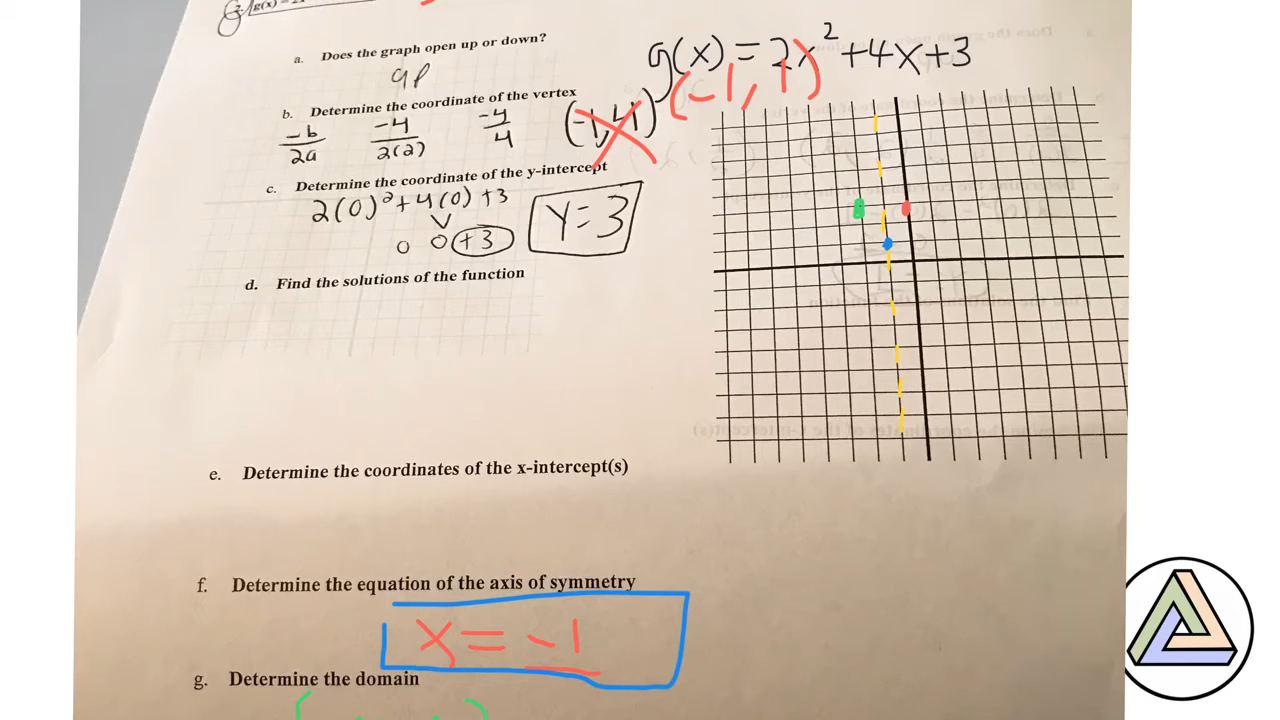 a. Does the graph open up or down?
up
g(x) = 2x² + 4x + 3
b. Determine the coordinate of the vertex
-b/2a -4/2(2) -4/4 (-1, 41) (-1, 1)
c. Determine the coordinate of the y-intercept
2(0)² + 4(0) + 3
0 0 + 3
Y = 3
d. Find the solutions of the function
e. Determine the coordinates of the x-intercept(s)
f. Determine the equation of the axis of symmetry
x = -1
g. Determine the domain